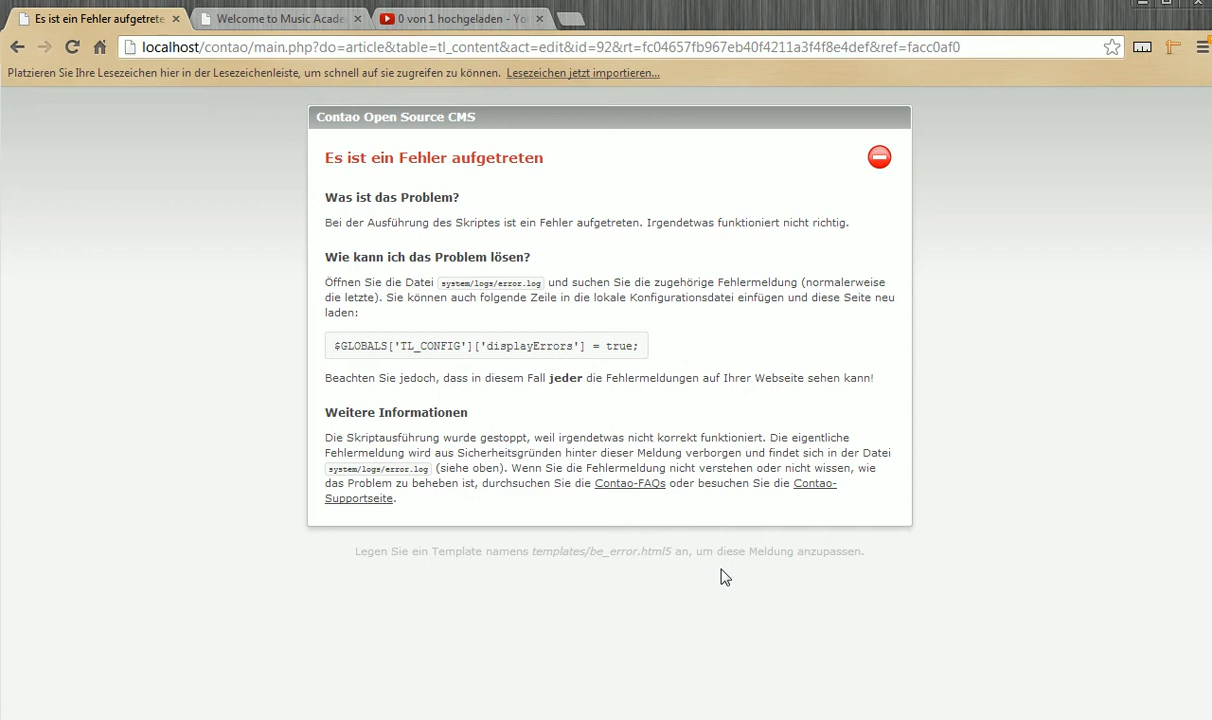 Es ist ein Fehler aufgetrete
Welcome to Music Acade
0 von 1 hochgeladen - Yo
localhost/contao/main.php?do=article&table=tl_content&act=edit&id=92&rt=fc04657fb967eb40f4211a3f4f8e4def&ref=facc0af0
Platzieren Sie Ihre Lesezeichen hier in der Lesezeichenleiste, um schnell auf sie zugreifen zu können. Lesezeichen jetzt importieren...
Contao Open Source CMS
Es ist ein Fehler aufgetreten
Was ist das Problem?
Bei der Ausführung des Skriptes ist ein Fehler aufgetreten. Irgendetwas funktioniert nicht richtig.
Wie kann ich das Problem lösen?
Öffnen Sie die Datei system/logs/error.log und suchen Sie die zugehörige Fehlermeldung (normalerweise
die letzte). Sie können auch folgende Zeile in die lokale Konfigurationsdatei einfügen und diese Seite neu
laden:
$GLOBALS['TL_CONFIG']['displayErrors'] = true;
Beachten Sie jedoch, dass in diesem Fall jeder die Fehlermeldungen auf Ihrer Webseite sehen kann!
Weitere Informationen
Die Skriptausführung wurde gestoppt, weil irgendetwas nicht korrekt funktioniert. Die eigentliche
Fehlermeldung wird aus Sicherheitsgründen hinter dieser Meldung verborgen und findet sich in der Datei
system/logs/error.log (siehe oben). Wenn Sie die Fehlermeldung nicht verstehen oder nicht wissen, wie
das Problem zu beheben ist, durchsuchen Sie die Contao-FAQs oder besuchen Sie die Contao-
Supportseite.
Legen Sie ein Template namens templates/be_error.html5 an, um diese Meldung anzupassen.